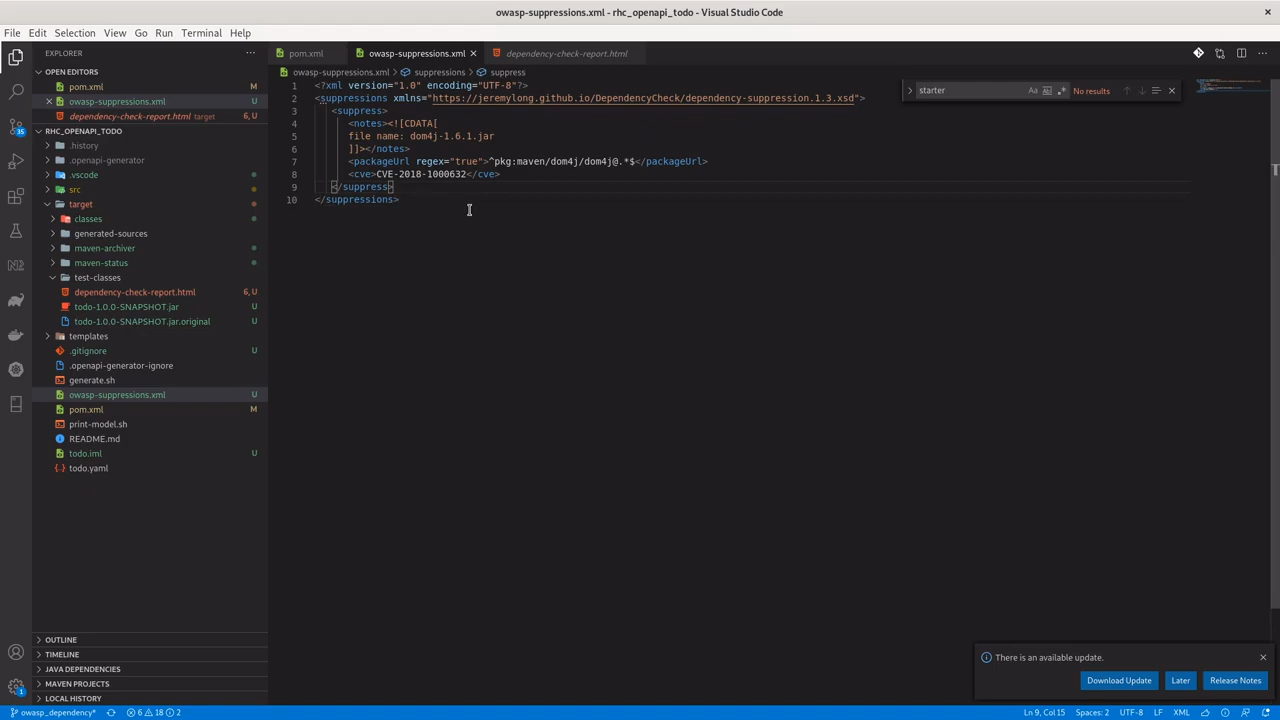 owasp-suppressions.xml - rhc_openapi_todo - Visual Studio Code
File Edit Selection View Go Run Terminal Help
EXPLORER
pom.xml
owasp-suppressions.xml
dependency-check-report.html
OPEN EDITORS
pom.xml M
owasp-suppressions.xml U
dependency-check-report.html target 6, U
RHC_OPENAPI_TODO
.history
.openapi-generator
.vscode
src
target
classes
generated-sources
maven-archiver
maven-status
test-classes
dependency-check-report.html 6, U
todo-1.0.0-SNAPSHOT.jar U
todo-1.0.0-SNAPSHOT.jar.original U
templates
.gitignore U
.openapi-generator-ignore
generate.sh
owasp-suppressions.xml U
pom.xml M
print-model.sh
README.md
todo.iml U
todo.yaml
OUTLINE
TIMELINE
JAVA DEPENDENCIES
MAVEN PROJECTS
LOCAL HISTORY
35
1
owasp-suppressions.xml > suppressions > suppress
1 <?xml version="1.0" encoding="UTF-8"?>
2 <suppressions xmlns="https://jeremylong.github.io/DependencyCheck/dependency-suppression.1.3.xsd">
3 <suppress>
4 <notes><![CDATA[
5 file name: dom4j-1.6.1.jar
6 ]]></notes>
7 <packageUrl regex="true">^pkg:maven/dom4j/dom4j@.*$</packageUrl>
8 <cve>CVE-2018-1000632</cve>
9 </suppress>
10 </suppressions>
starter Aa Abl .* No results
There is an available update.
Download Update Later Release Notes
owasp_dependency* 6 18 2 Ln 9, Col 15 Spaces: 2 UTF-8 LF XML